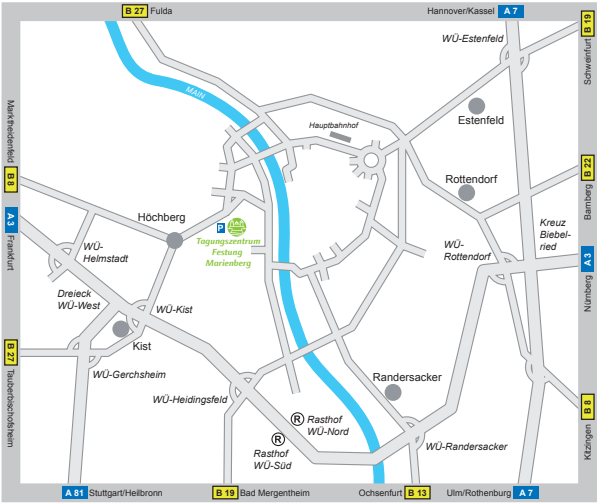 B 27 Fulda
Hannover/Kassel A 7
B 19
Schweinfurt
WÜ-Estenfeld
MAIN
Hauptbahnhof
Estenfeld
Marktheidenfeld
B 8
B 22
Bamberg
Rottendorf
A 3
Frankfurt
Höchberg
P
Tagungszentrum
Festung
Marienberg
Kreuz
Biebel-
ried
WÜ-
Helmstadt
WÜ-
Rottendorf
A 3
Nürnberg
Dreieck
WÜ-West
WÜ-Kist
Kist
B 27
Tauberbischofsheim
WÜ-Gerchsheim
Randersacker
WÜ-Heidingsfeld
B 8
Kitzingen
R
Rasthof
WÜ-Nord
R
Rasthof
WÜ-Süd
WÜ-Randersacker
A 81 Stuttgart/Heilbronn
B 19 Bad Mergentheim
Ochsenfurt B 13
Ulm/Rothenburg A 7